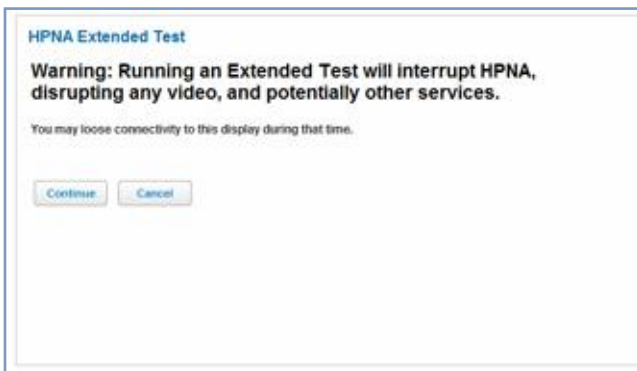 HPNA Extended Test
Warning: Running an Extended Test will interrupt HPNA,
disrupting any video, and potentially other services.
You may loose connectivity to this display during that time.
Continue Cancel